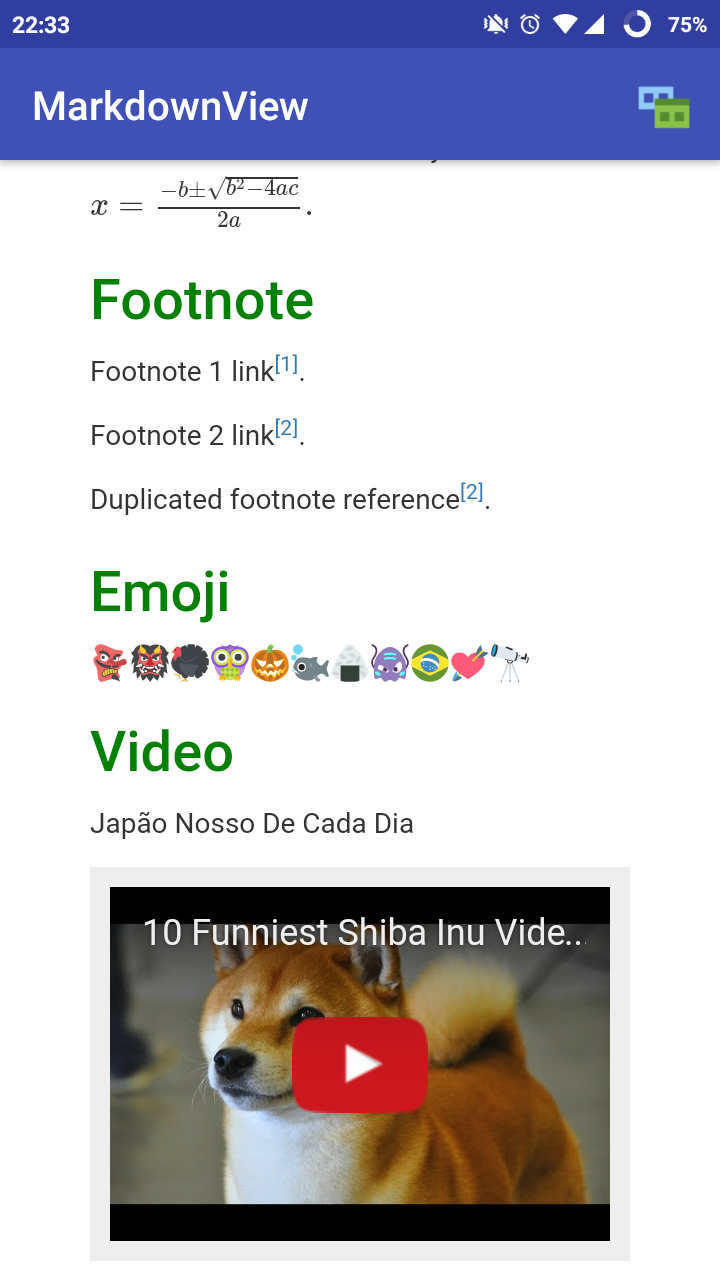 22:33 75%
MarkdownView
x = \frac{-b±\sqrt{b^2-4ac}}{2a}.
Footnote
Footnote 1 link[1].
Footnote 2 link[2].
Duplicated footnote reference[2].
Emoji
👺👹🦃🦉🎃🐡🍙👾🇧🇷💘🔭
Video
Japão Nosso De Cada Dia
10 Funniest Shiba Inu Vide...